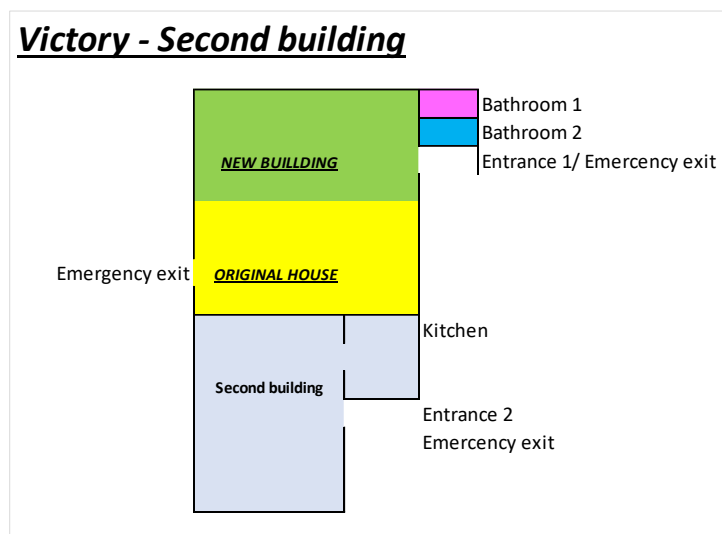 Victory - Second building
Bathroom 1
Bathroom 2
NEW BUILLDING
Entrance 1/ Emercency exit
Emergency exit
ORIGINAL HOUSE
Kitchen
Second building
Entrance 2
Emercency exit